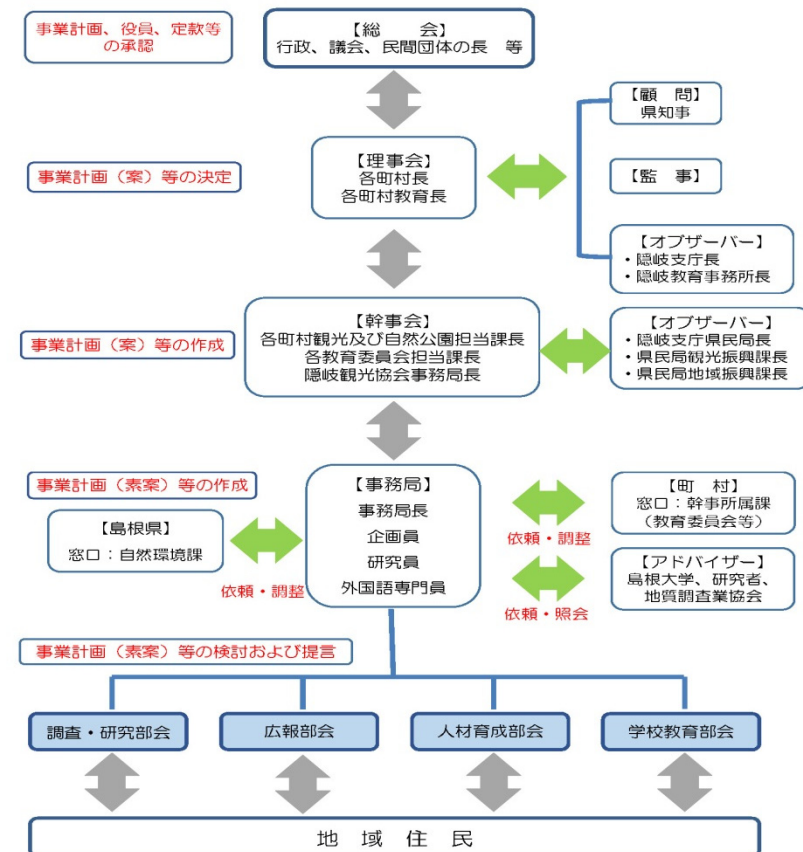 事業計画、役員、定款等
の承認
【総　会】
行政、議会、民間団体の長　等
【顧　問】
県知事
【理事会】
各町村長
各町村教育長
事業計画（案）等の決定
【監　事】
【オブザーバー】
・隠岐支庁長
・隠岐教育事務所長
【幹事会】
各町村観光及び自然公園担当課長
各教育委員会担当課長
隠岐観光協会事務局長
事業計画（案）等の作成
【オブザーバー】
・隠岐支庁県民局長
・県民局観光振興課長
・県民局地域振興課長
事業計画（素案）等の作成
【島根県】
窓口：自然環境課
依頼・調整
【事務局】
事務局長
企画員
研究員
外国語専門員
依頼・調整
【町　村】
窓口：幹事所属課
（教育委員会等）
依頼・照会
【アドバイザー】
島根大学、研究者、
地質調査業協会
事業計画（素案）等の検討および提言
調査・研究部会
広報部会
人材育成部会
学校教育部会
地　域　住　民